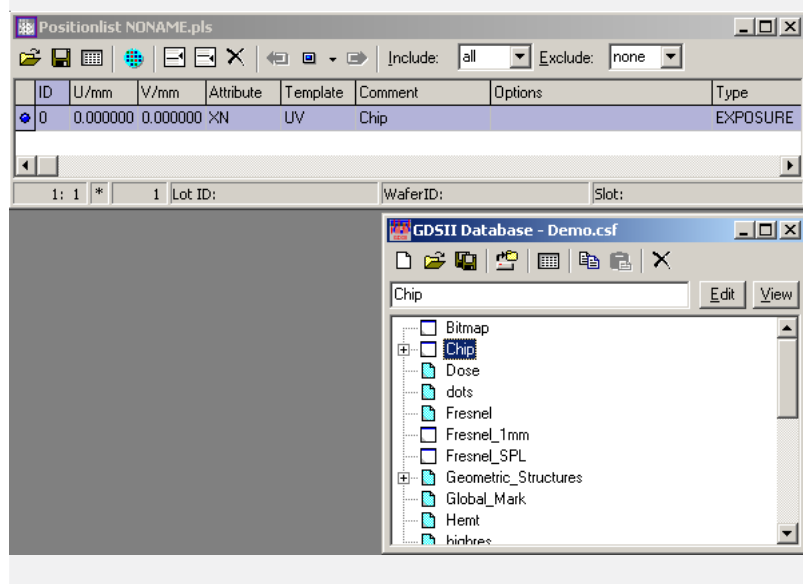 Positionlist NONAME.pls
Include: all Exclude: none
ID U/mm V/mm Attribute Template Comment Options Type
0 0.000000 0.000000 XN UV Chip EXPOSURE
1: 1 * 1 Lot ID: WaferID: Slot:
GDSII Database - Demo.csf
Chip Edit View
Bitmap
Chip
Dose
dots
Fresnel
Fresnel_1mm
Fresnel_SPL
Geometric_Structures
Global_Mark
Hemt
highres